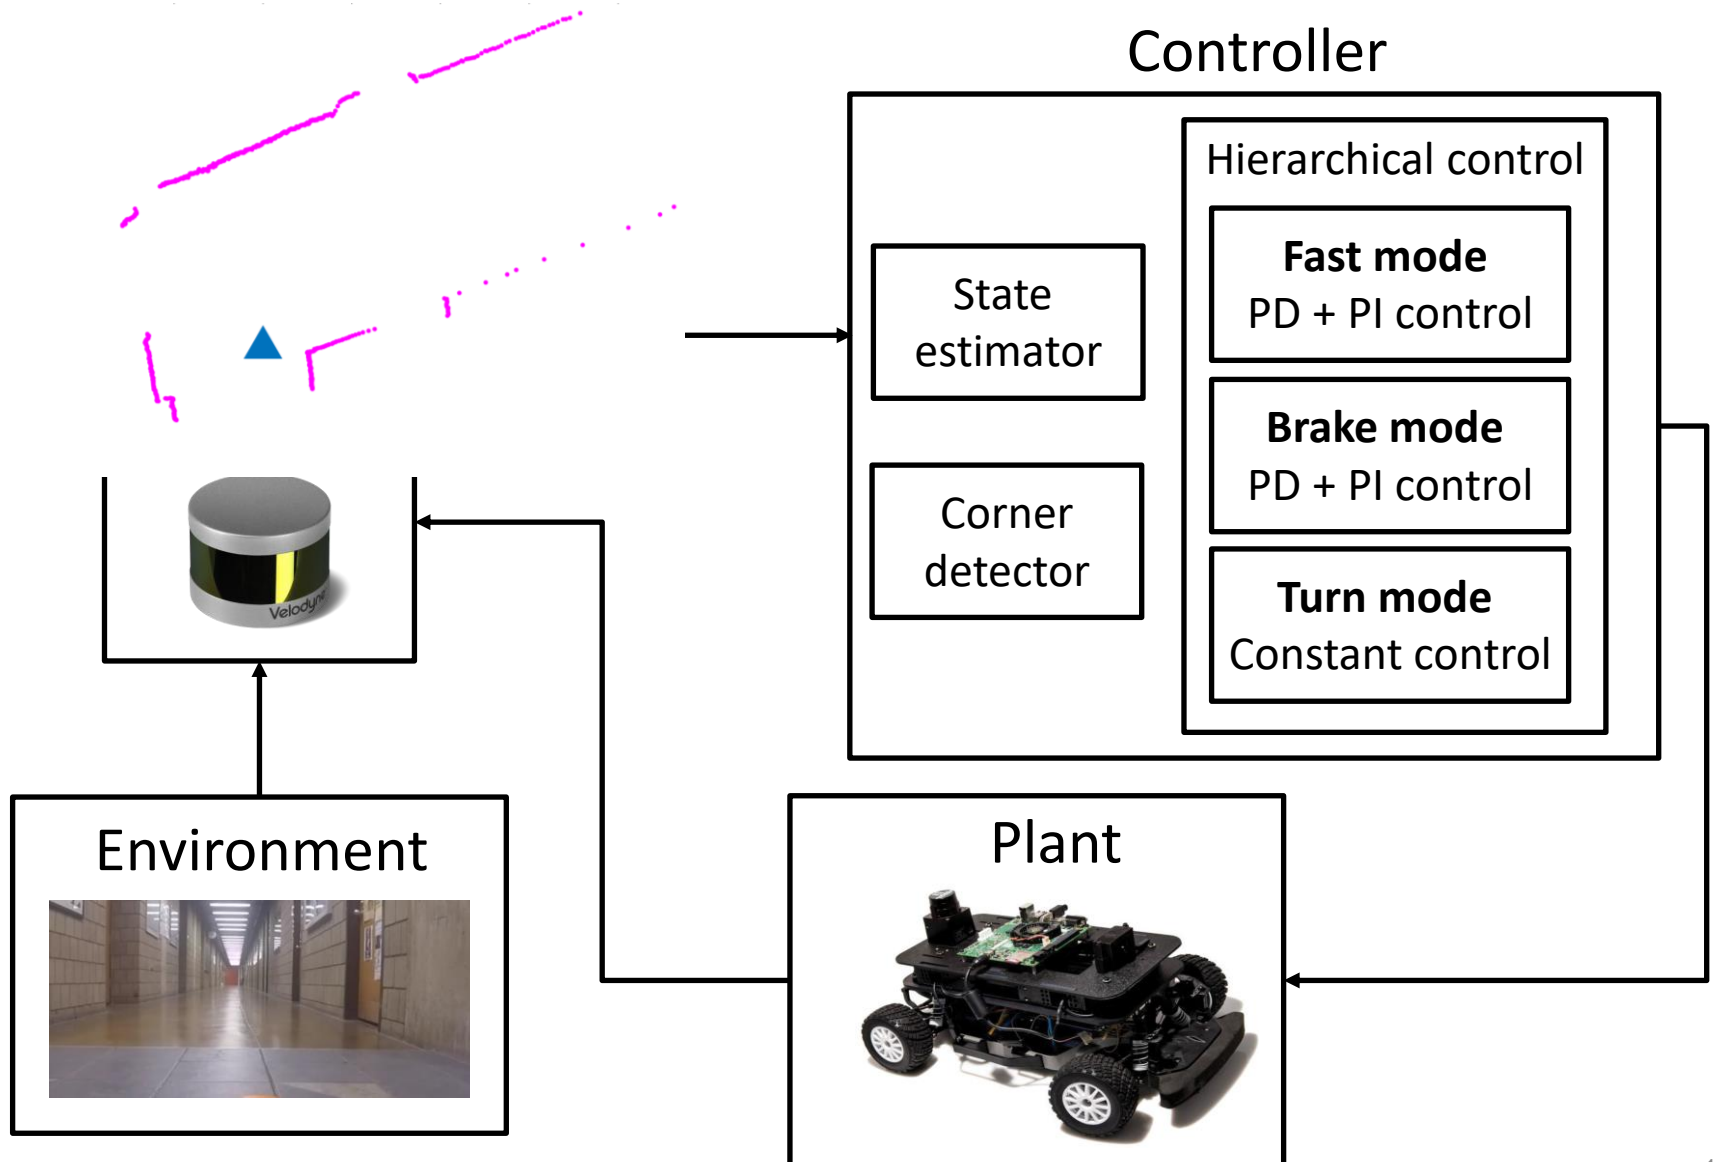 Controller
Hierarchical control
Fast mode
PD + PI control
State
estimator
Brake mode
PD + PI control
Corner
detector
Turn mode
Constant control
Velodyne
Environment
Plant